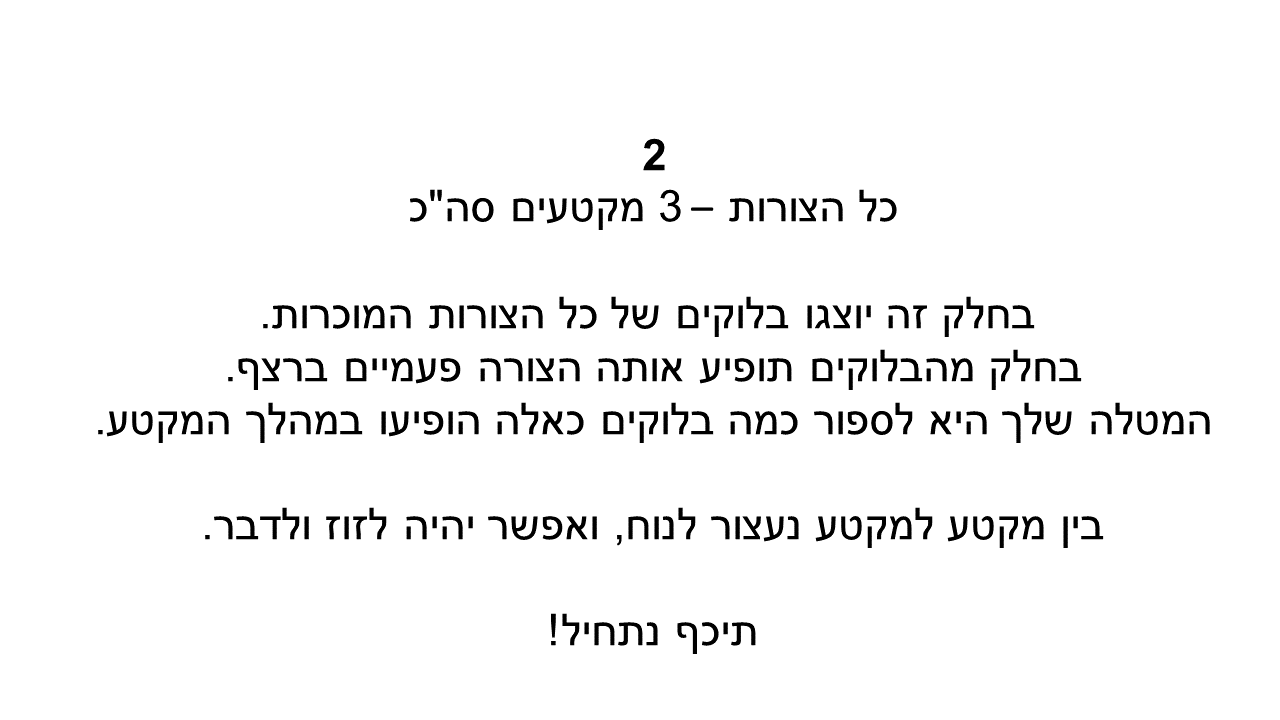 2
כל הצורות – 3 מקטעים סה"כ
בחלק זה יוצגו בלוקים של כל הצורות המוכרות.
בחלק מהבלוקים תופיע אותה הצורה פעמיים ברצף.
המטלה שלך היא לספור כמה בלוקים כאלה הופיעו במהלך המקטע.
בין מקטע למקטע נעצור לנוח, ואפשר יהיה לזוז ולדבר.
תיכף נתחיל!